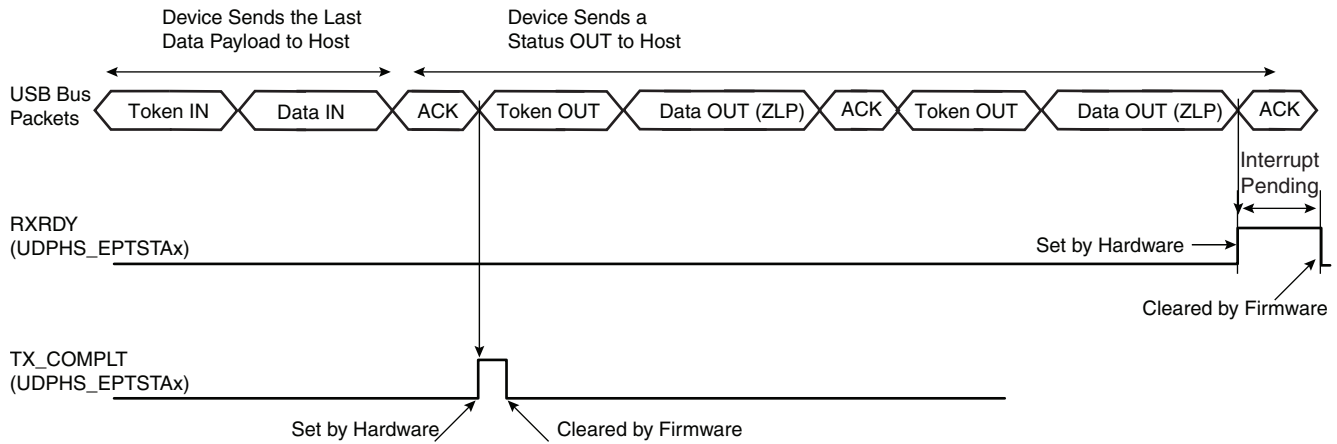 Device Sends the Last
Data Payload to Host
Device Sends a
Status OUT to Host
USB Bus
Packets
Token IN
Data IN
ACK
Token OUT
Data OUT (ZLP)
ACK
Token OUT
Data OUT (ZLP)
ACK
Interrupt
Pending
RXRDY
(UDPHS_EPTSTAx)
Set by Hardware
Cleared by Firmware
TX_COMPLT
(UDPHS_EPTSTAx)
Set by Hardware
Cleared by Firmware